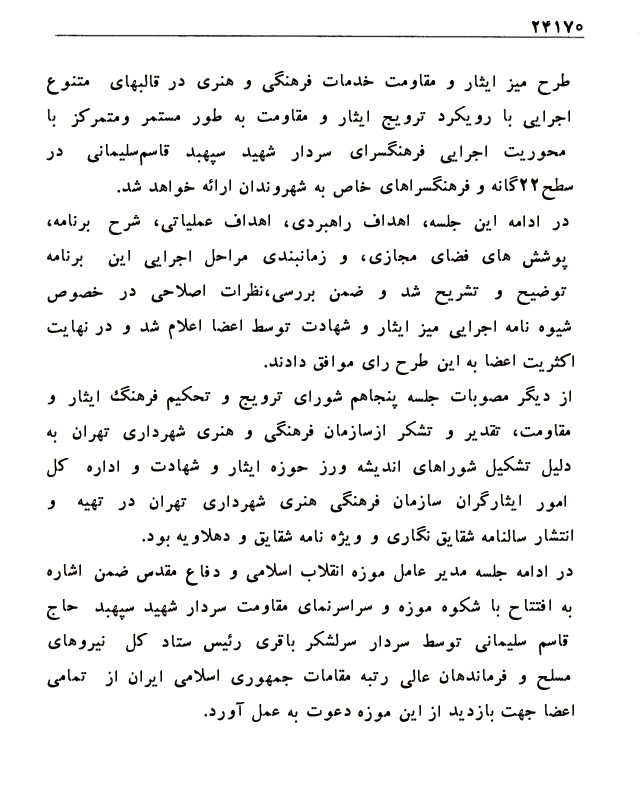 ۲۴۱۷۰
طرح میز ایثار و مقاومت خدمات فرهنگی و هنری در قالبهای متنوع
اجرایی با رویکرد ترویج ایثار و مقاومت به طور مستمر ومتمرکز با
محوریت اجرایی فرهنگسرای سردار شهید سپهبد قاسم‌سلیمانی در
سطح۲۲گانه و فرهنگسراهای خاص به شهروندان ارائه خواهد شد.
در ادامه این جلسه، اهداف راهبردی، اهداف عملیاتی، شرح برنامه،
پوشش های فضای مجازی، و زمانبندی مراحل اجرایی این برنامه
توضیح و تشریح شد و ضمن بررسی،نظرات اصلاحی در خصوص
شیوه نامه اجرایی میز ایثار و شهادت توسط اعضا اعلام شد و در نهایت
اکثریت اعضا به این طرح رای موافق دادند.
از دیگر مصوبات جلسه پنجاهم شورای ترویج و تحکیم فرهنگ ایثار و
مقاومت، تقدیر و تشکر ازسازمان فرهنگی و هنری شهرداری تهران به
دلیل تشکیل شوراهای اندیشه ورز حوزه ایثار و شهادت و اداره کل
امور ایثارگران سازمان فرهنگی هنری شهرداری تهران در تهیه و
انتشار سالنامه شقایق نگاری و ویژه نامه شقایق و دهلاویه بود.
در ادامه جلسه مدیر عامل موزه انقلاب اسلامی و دفاع مقدس ضمن اشاره
به افتتاح با شکوه موزه و سراسرنمای مقاومت سردار شهید سپهبد حاج
قاسم سلیمانی توسط سردار سرلشکر باقری رئیس ستاد کل نیروهای
مسلح و فرماندهان عالی رتبه مقامات جمهوری اسلامی ایران از تمامی
اعضا جهت بازدید از این موزه دعوت به عمل آورد.